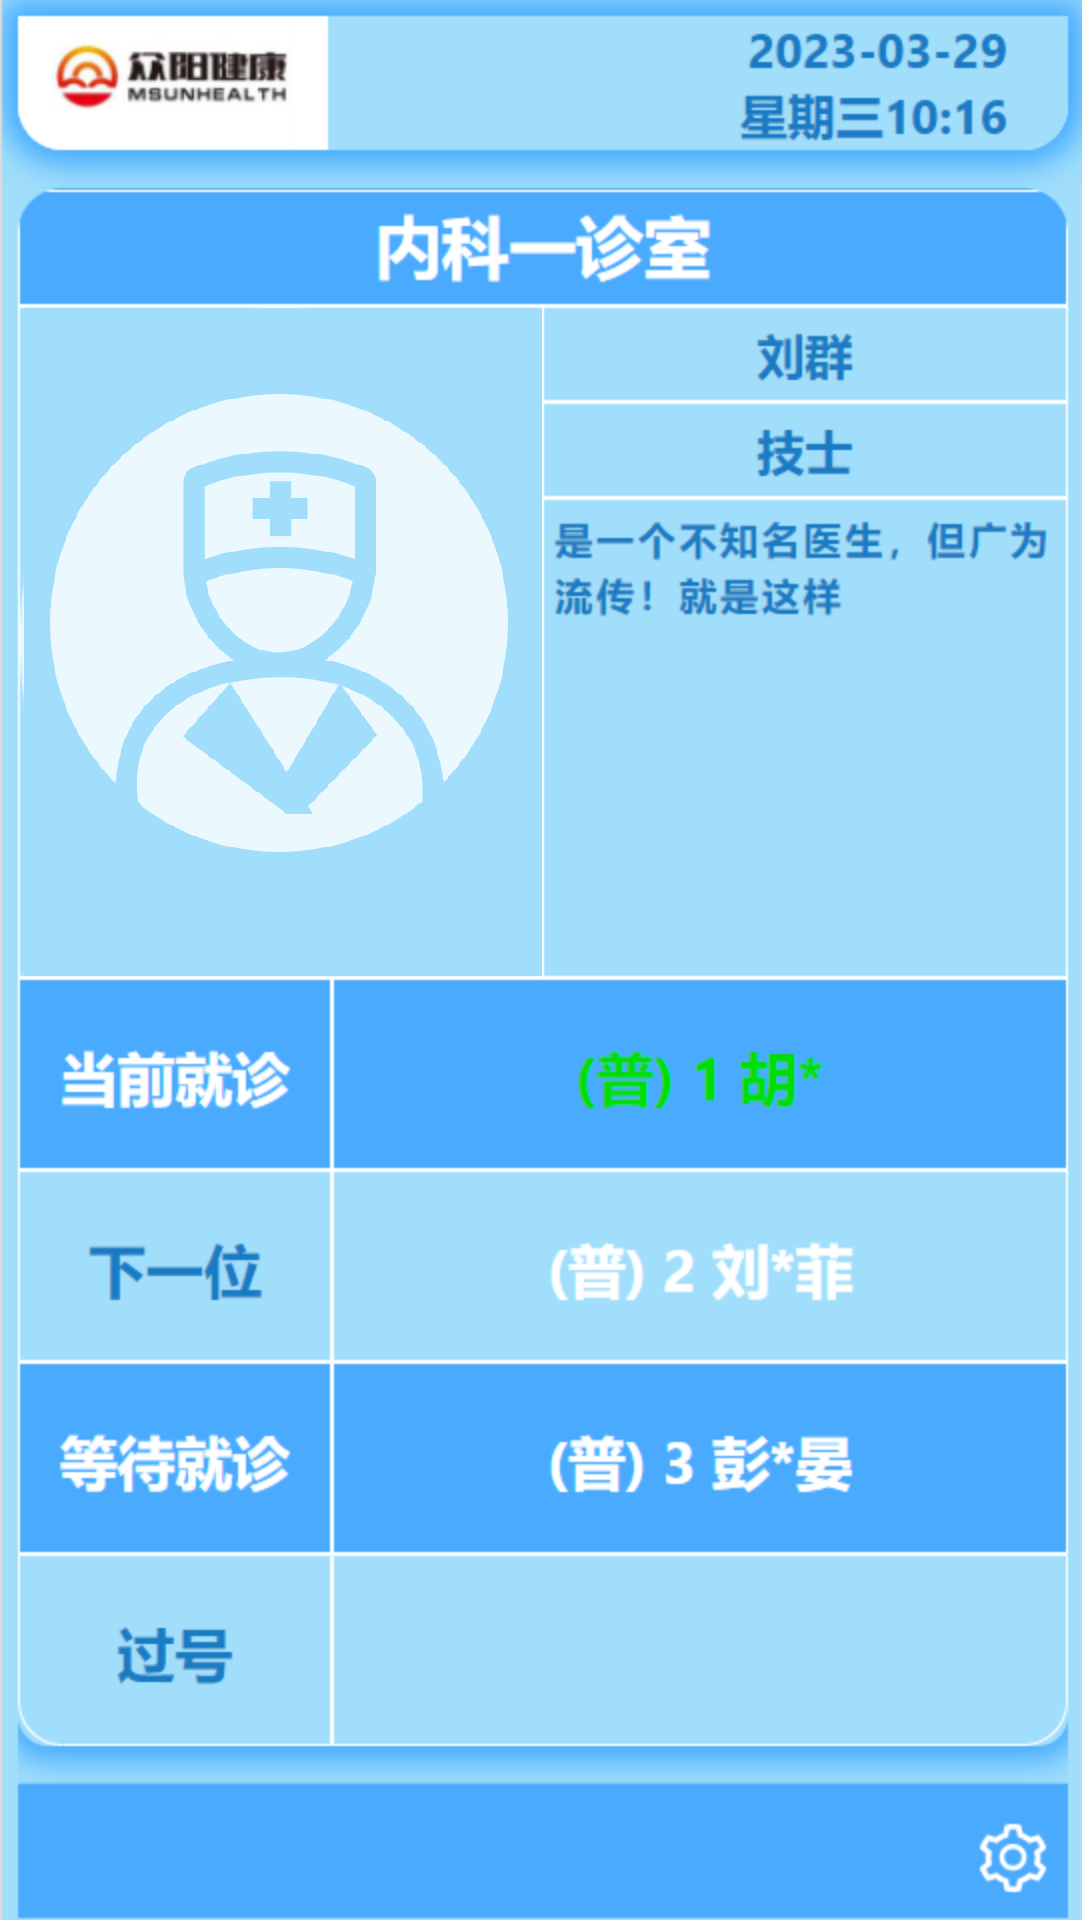 众阳健康
MSUNHEALTH
2023-03-29
星期三10:16
内科一诊室
刘群
技士
是一个不知名医生，但广为
流传！就是这样
当前就诊
(普) 1 胡*
下一位
(普) 2 刘*菲
等待就诊
(普) 3 彭*晏
过号